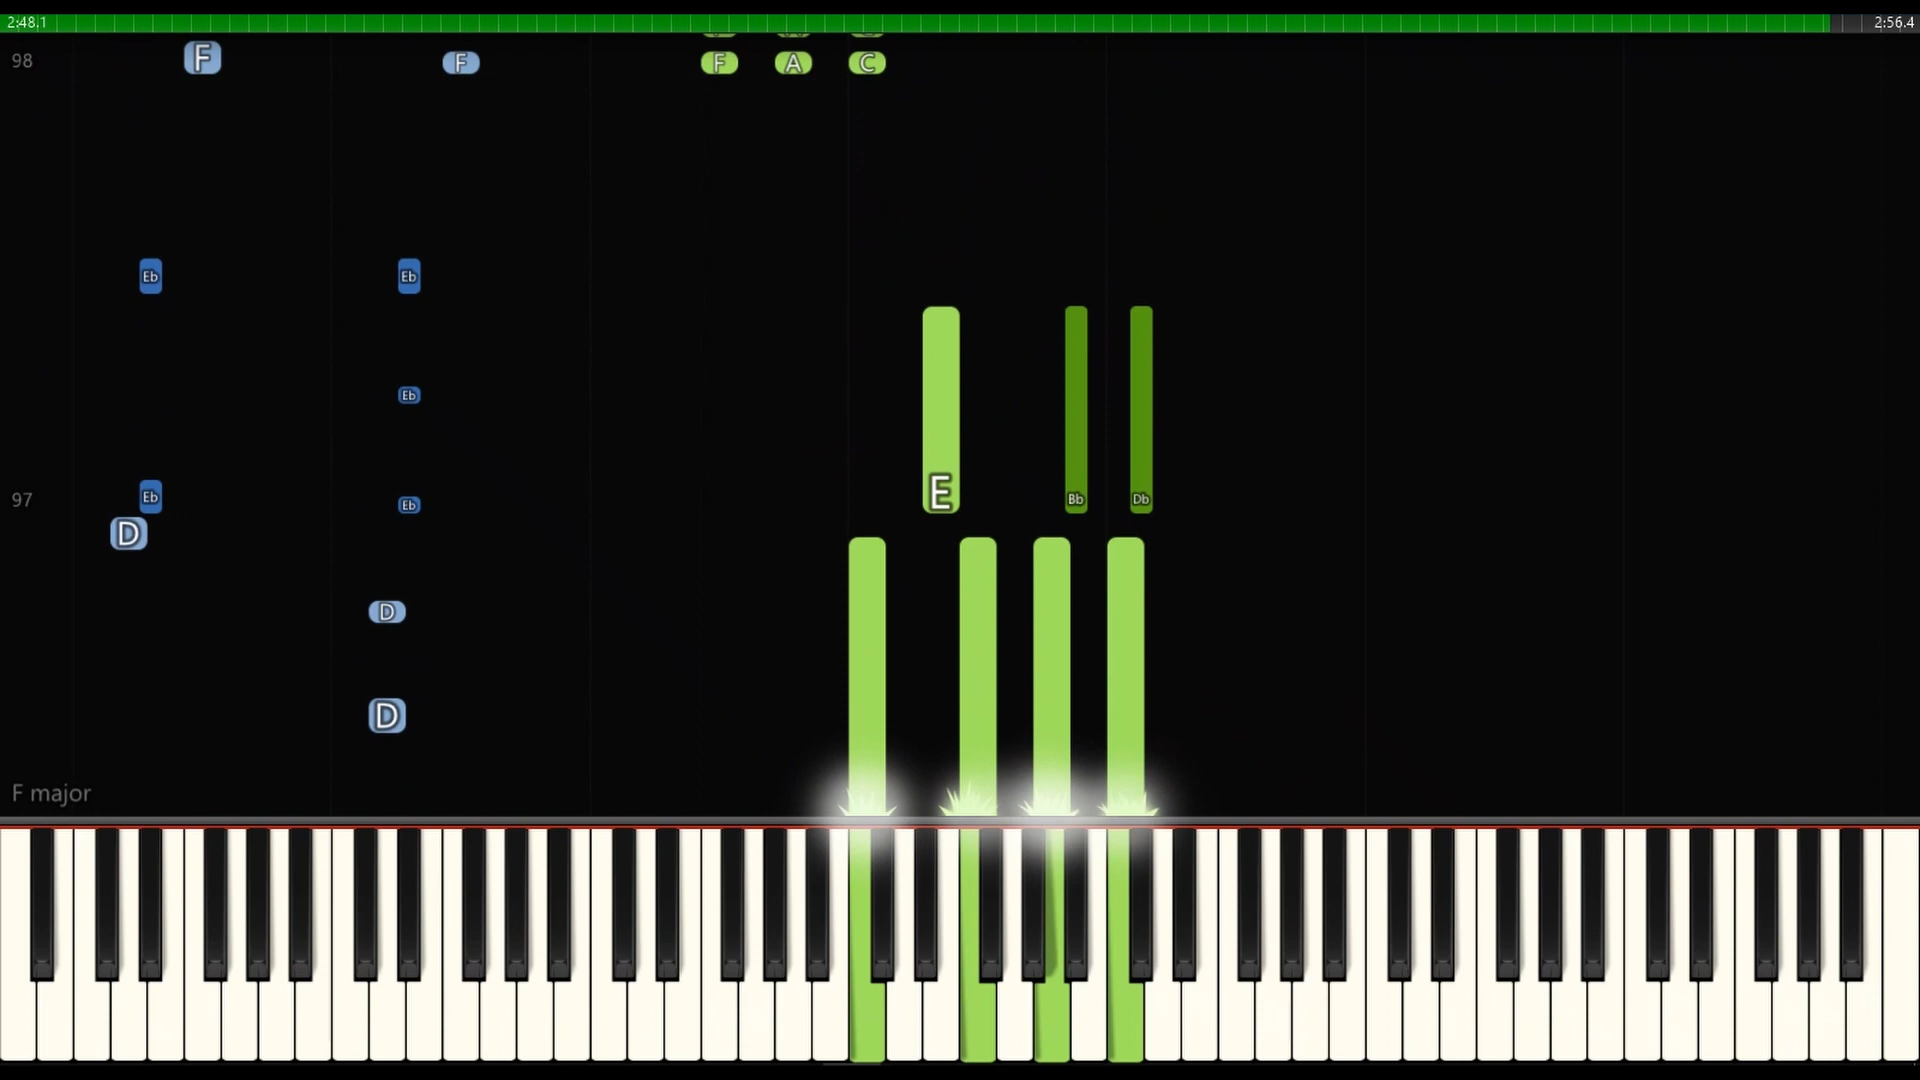 2:48.1 2:56.4
98 F F F A C
Eb Eb
Eb
97 Eb Eb E Bb Db
D
D
D
F major